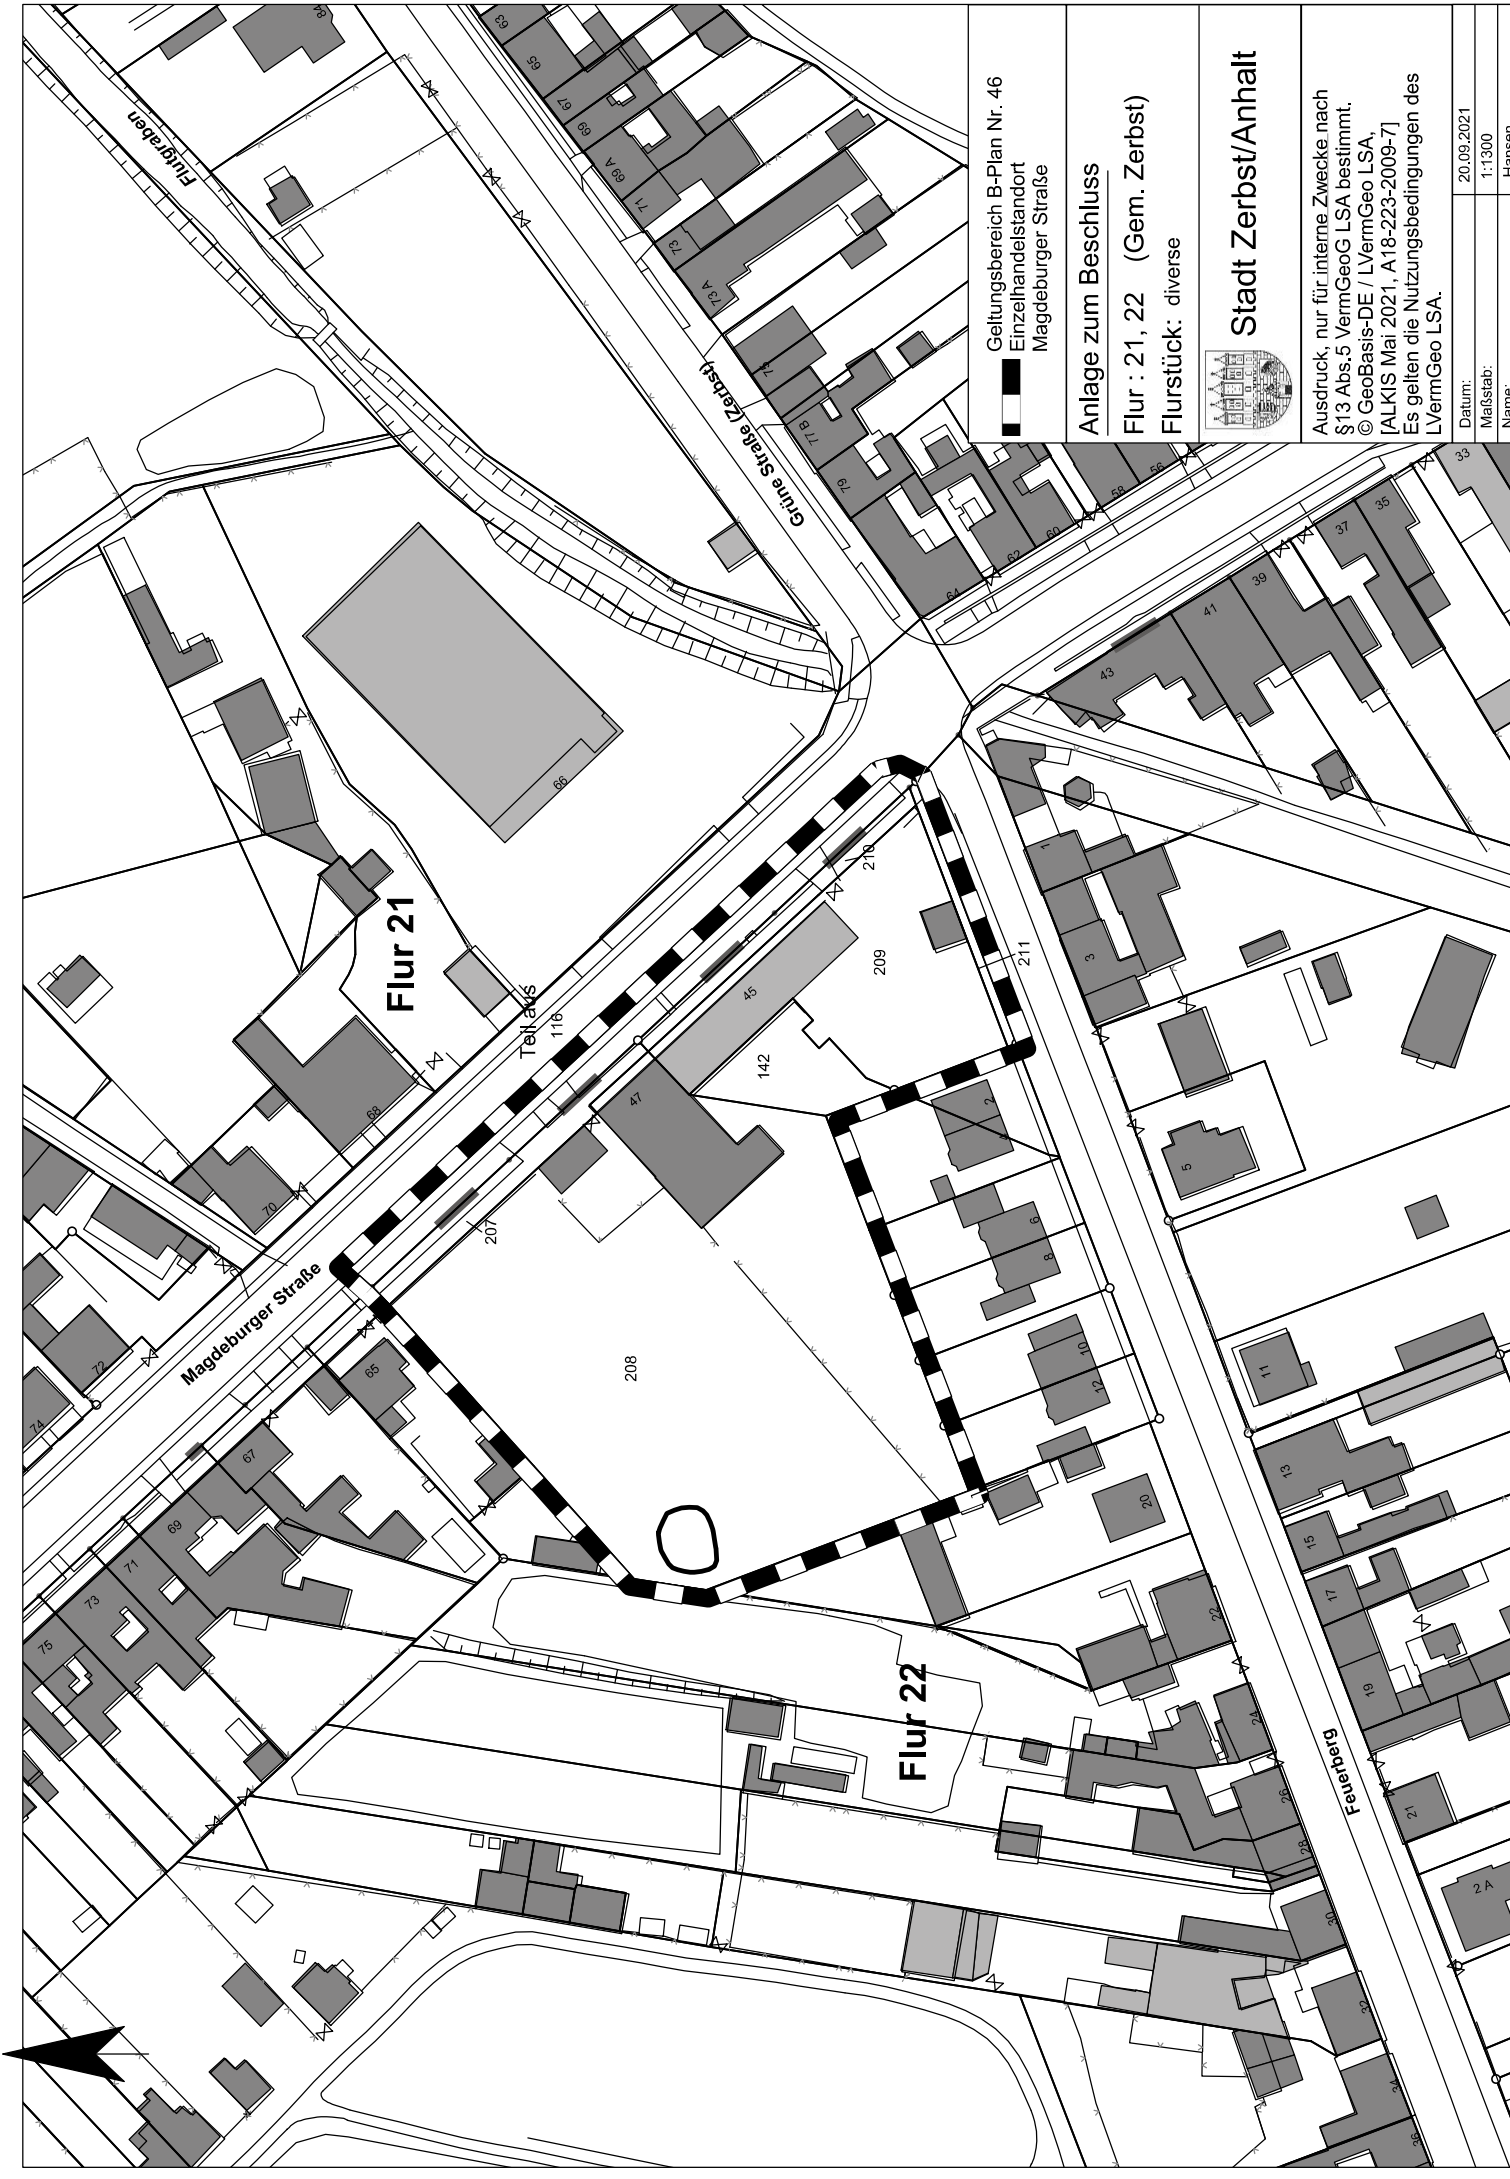 Geltungsbereich B-Plan Nr. 46
Einzelhandelstandort
Magdeburger Straße
Anlage zum Beschluss
Flur : 21, 22 (Gem. Zerbst)
Flurstück: diverse
Stadt Zerbst/Anhalt
Ausdruck, nur für interne Zwecke nach
§13 Abs.5 VermGeoG LSA bestimmt.
© GeoBasis-DE / LVermGeo LSA,
[ALKIS Mai 2021, A18-223-2009-7]
Es gelten die Nutzungsbedingungen des
LVermGeo LSA.
Datum: 20.09.2021
Maßstab: 1:1300
Name: Hansen
Flutgraben
Grüne Straße (Zerbst)
Magdeburger Straße
Feuerberg
Flur 21
Flur 22
Teil aus
116
207
208
209
210
211
142
45
47
65
67
69
71
73
75
66
68
70
72
74
84
63
65
67
69
69 A
71
73
73 A
75
77 B
79
64
62
60
58
56
33
35
37
39
41
43
1
3
5
11
13
15
17
19
21
2 A
2
4
6
8
10
12
20
22
24
26
28
30
32
34
36